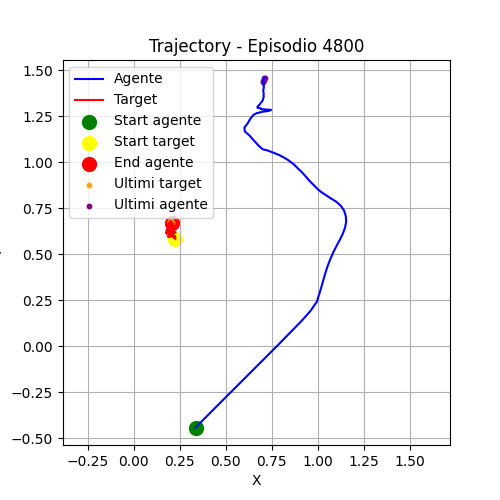 Trajectory - Episodio 4800
Agente
Target
Start agente
Start target
End agente
Ultimi target
Ultimi agente
1.50
1.25
1.00
0.75
0.50
0.25
0.00
−0.25
−0.50
−0.25 0.00 0.25 0.50 0.75 1.00 1.25 1.50
X